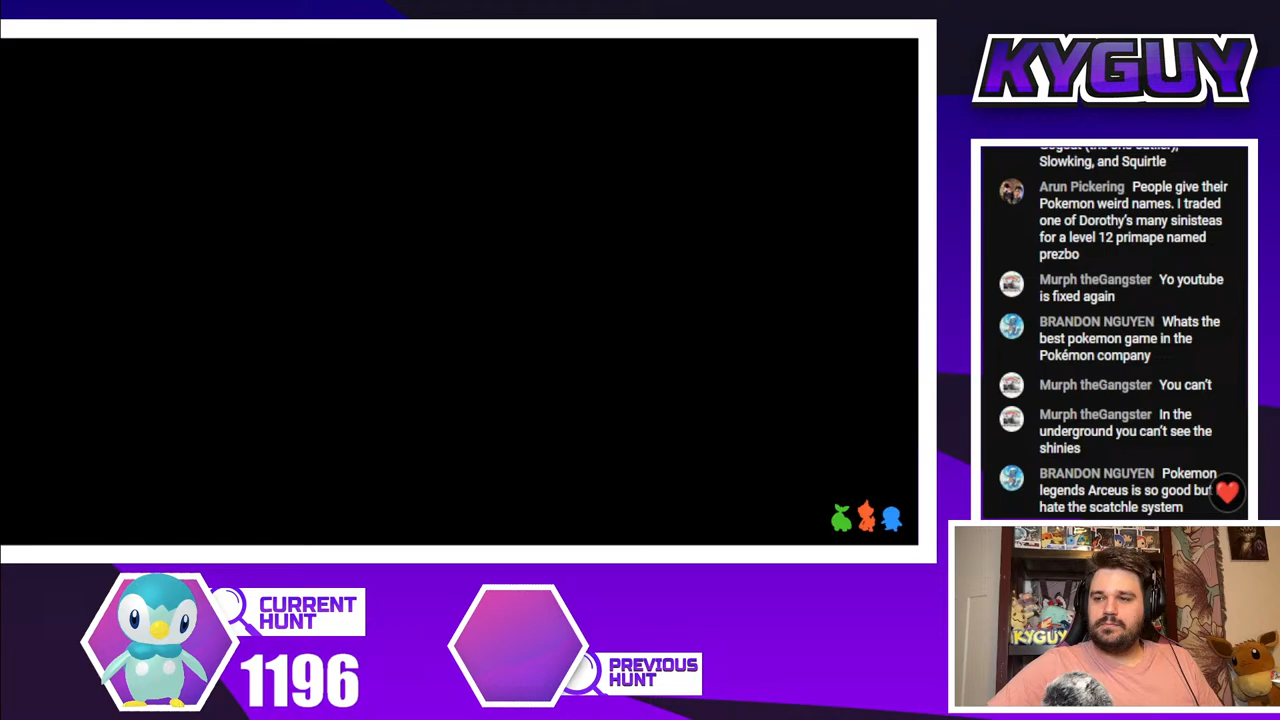 KYGUY
Slowking, and Squirtle
Arun Pickering People give their
Pokemon weird names. I traded
one of Dorothy's many sinisteas
for a level 12 primape named
prezbo
Murph theGangster Yo youtube
is fixed again
BRANDON NGUYEN Whats the
best pokemon game in the
Pokémon company
Murph theGangster You can't
Murph theGangster In the
underground you can't see the
shinies
BRANDON NGUYEN Pokemon
legends Arceus is so good but
hate the scatchle system
KYGUY
CURRENT
HUNT
1196
PREVIOUS
HUNT